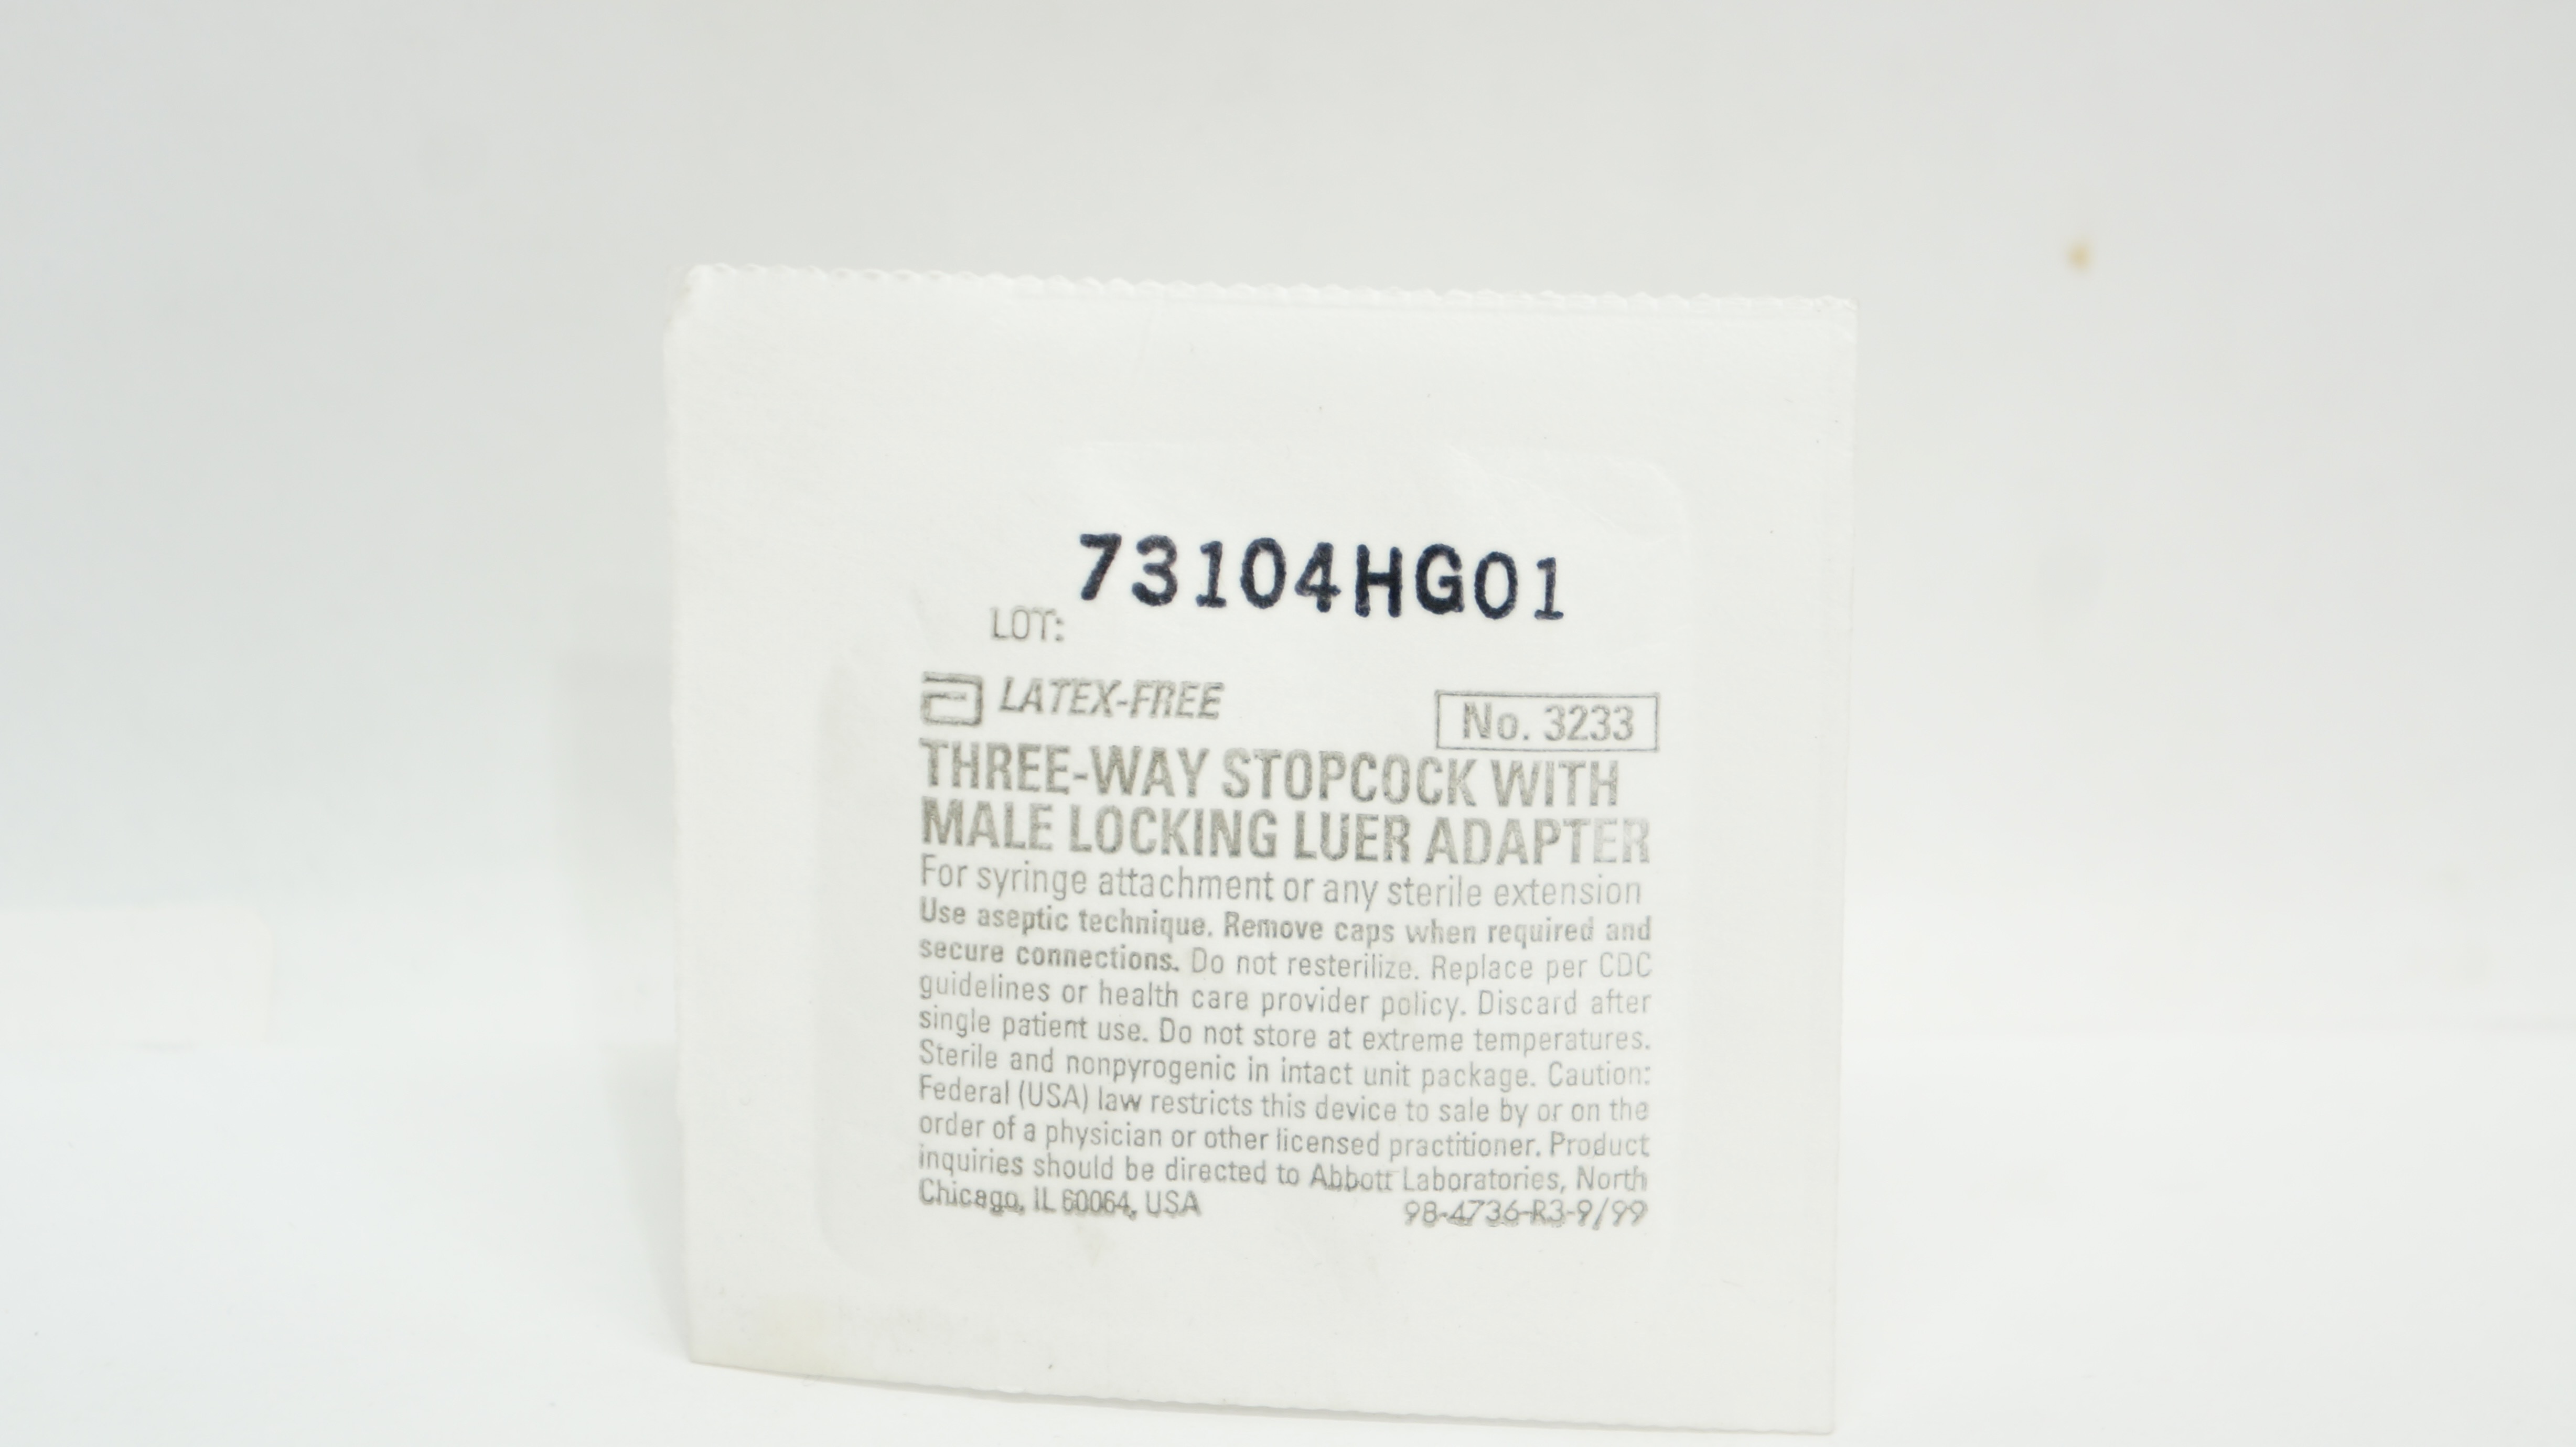 73104HG01
LOT:
LATEX-FREE
No. 3233
THREE-WAY STOPCOCK WITH
MALE LOCKING LUER ADAPTER
For syringe attachment or any sterile extension
Use aseptic technique. Remove caps when required and
secure connections. Do not resterilize. Replace per CDC
guidelines or health care provider policy. Discard after
single patient use. Do not store at extreme temperatures.
Sterile and nonpyrogenic in intact unit package. Caution:
Federal (USA) law restricts this device to sale by or on the
order of a physician or other licensed practitioner. Product
inquiries should be directed to Abbott Laboratories, North
Chicago, IL 60064, USA 98-4736-R3-9/99